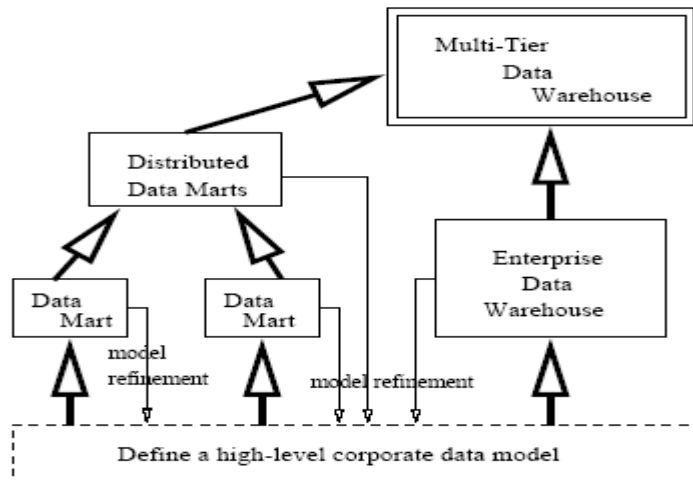 Multi-Tier
Data
Warehouse
Distributed
Data Marts
Enterprise
Data
Warehouse
Data
Mart
Data
Mart
model
refinement
model refinement
Define a high-level corporate data model